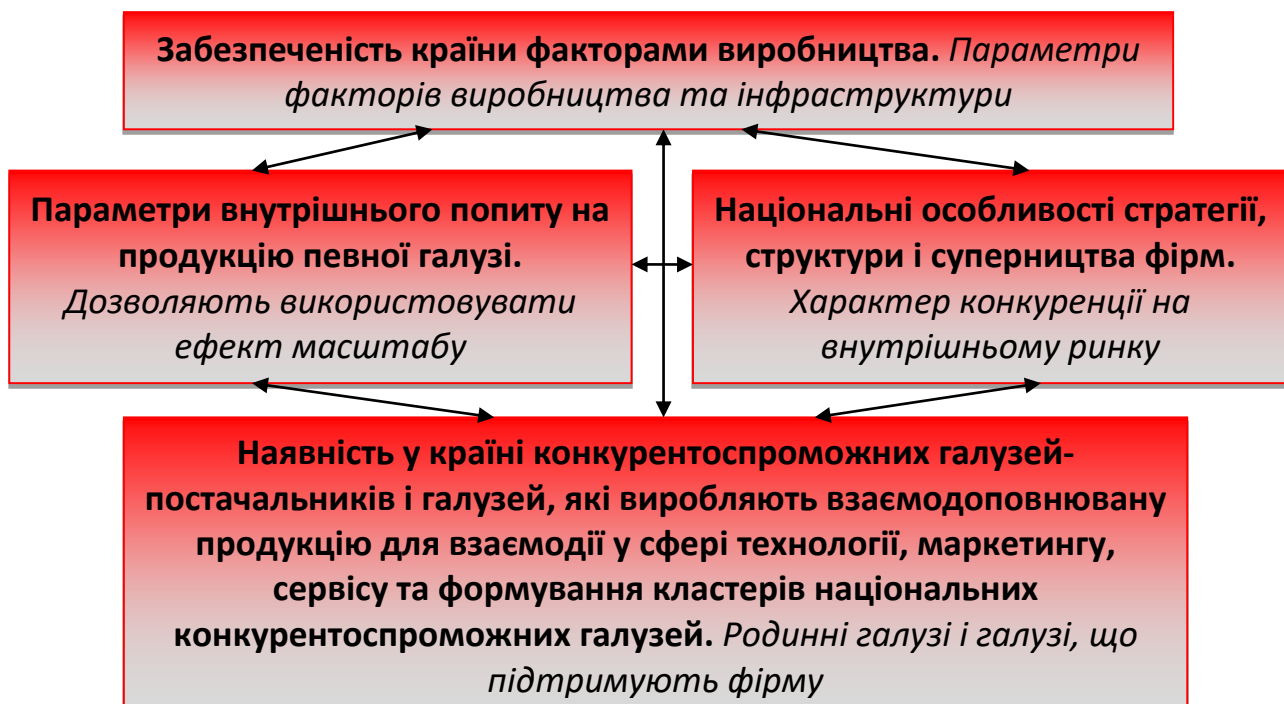 Забезпеченість країни факторами виробництва. Параметри
факторів виробництва та інфраструктури
Параметри внутрішнього попиту на
продукцію певної галузі.
Дозволяють використовувати
ефект масштабу
Національні особливості стратегії,
структури і суперництва фірм.
Характер конкуренції на
внутрішньому ринку
Наявність у країні конкурентоспроможних галузей-
постачальників і галузей, які виробляють взаємодоповнювану
продукцію для взаємодії у сфері технології, маркетингу,
сервісу та формування кластерів національних
конкурентоспроможних галузей. Родинні галузі і галузі, що
підтримують фірму